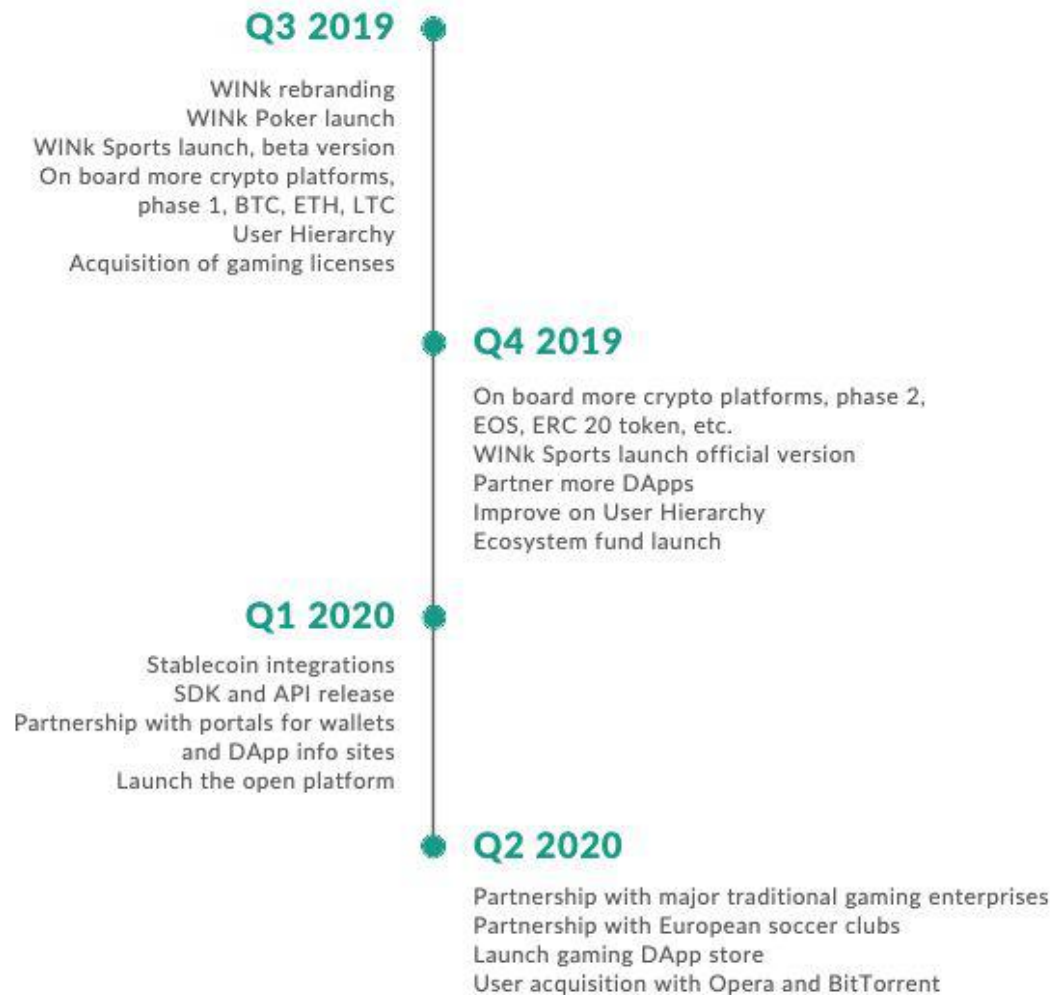 Q3 2019
WINk rebranding
WINk Poker launch
WINk Sports launch, beta version
On board more crypto platforms,
phase 1, BTC, ETH, LTC
User Hierarchy
Acquisition of gaming licenses
Q4 2019
On board more crypto platforms, phase 2,
EOS, ERC 20 token, etc.
WINk Sports launch official version
Partner more DApps
Improve on User Hierarchy
Ecosystem fund launch
Q1 2020
Stablecoin integrations
SDK and API release
Partnership with portals for wallets
and DApp info sites
Launch the open platform
Q2 2020
Partnership with major traditional gaming enterprises
Partnership with European soccer clubs
Launch gaming DApp store
User acquisition with Opera and BitTorrent